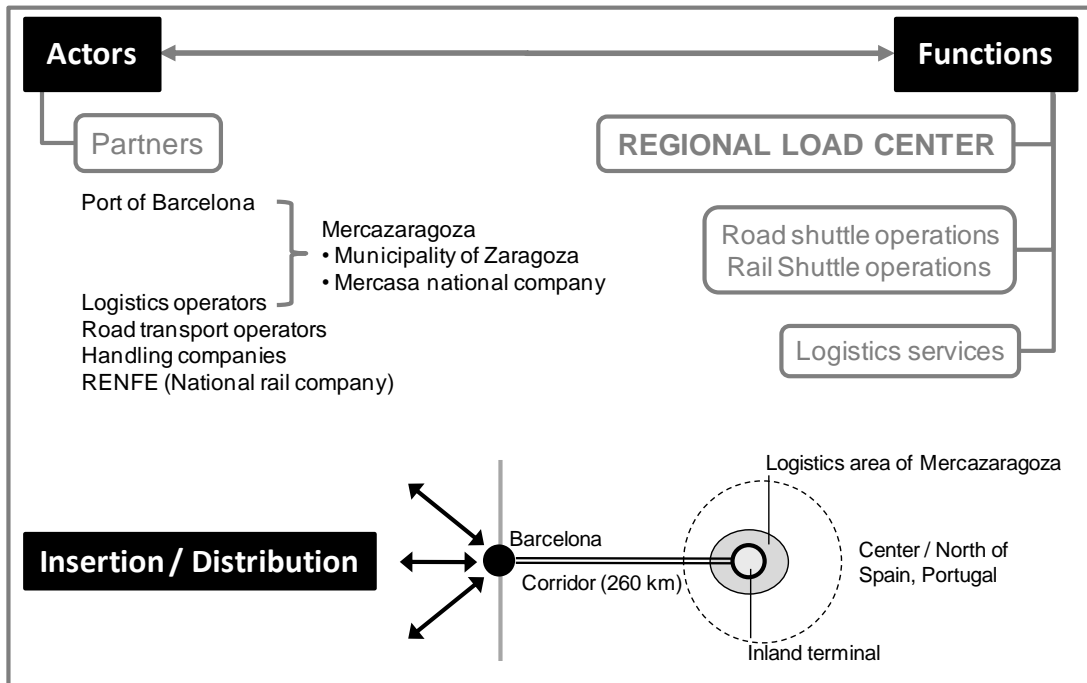 Actors
Functions
Partners
REGIONAL LOAD CENTER
Port of Barcelona
Mercazaragoza
• Municipality of Zaragoza
• Mercasa national company
Logistics operators
Road transport operators
Handling companies
RENFE (National rail company)
Road shuttle operations
Rail Shuttle operations
Logistics services
Logistics area of Mercazaragoza
Insertion / Distribution
Barcelona
Corridor (260 km)
Center / North of
Spain, Portugal
Inland terminal